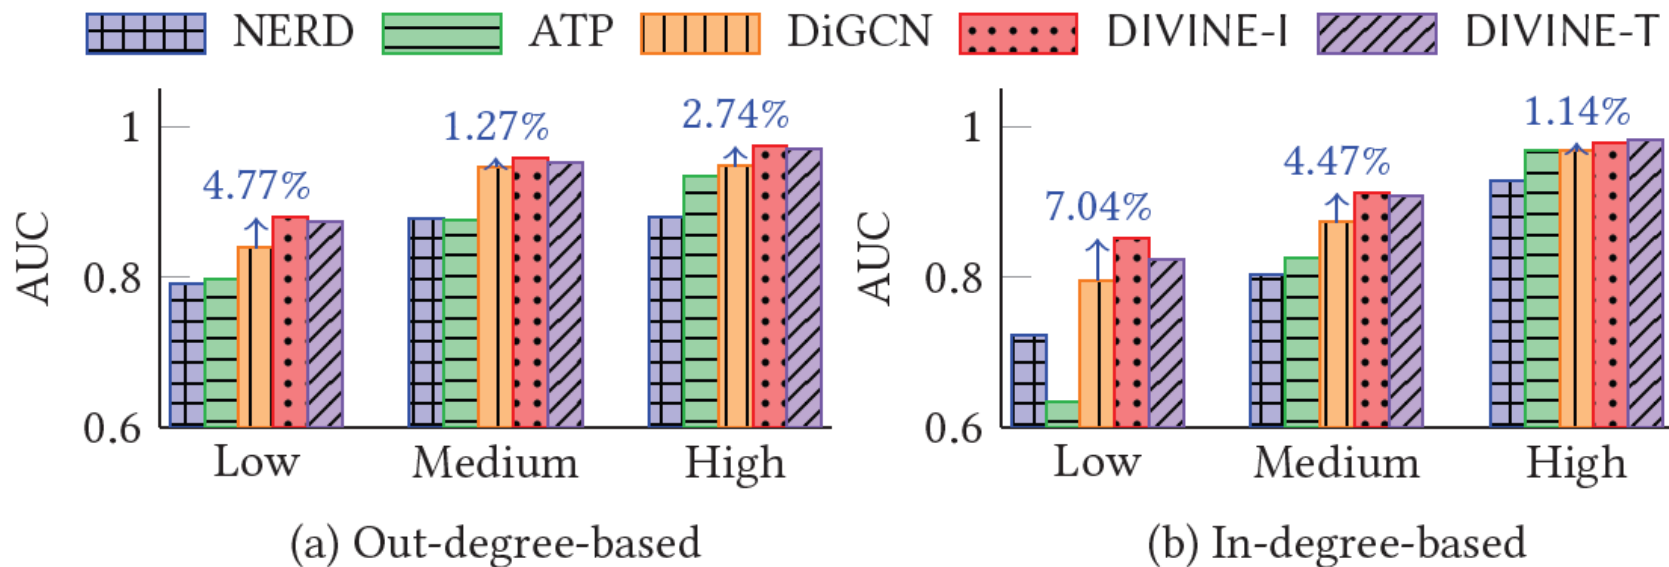 NERD ATP DiGCN DIVINE-I DIVINE-T
AUC
1
0.8
0.6
4.77%
1.27%
2.74%
Low Medium High
(a) Out-degree-based
AUC
1
0.8
0.6
7.04%
4.47%
1.14%
Low Medium High
(b) In-degree-based